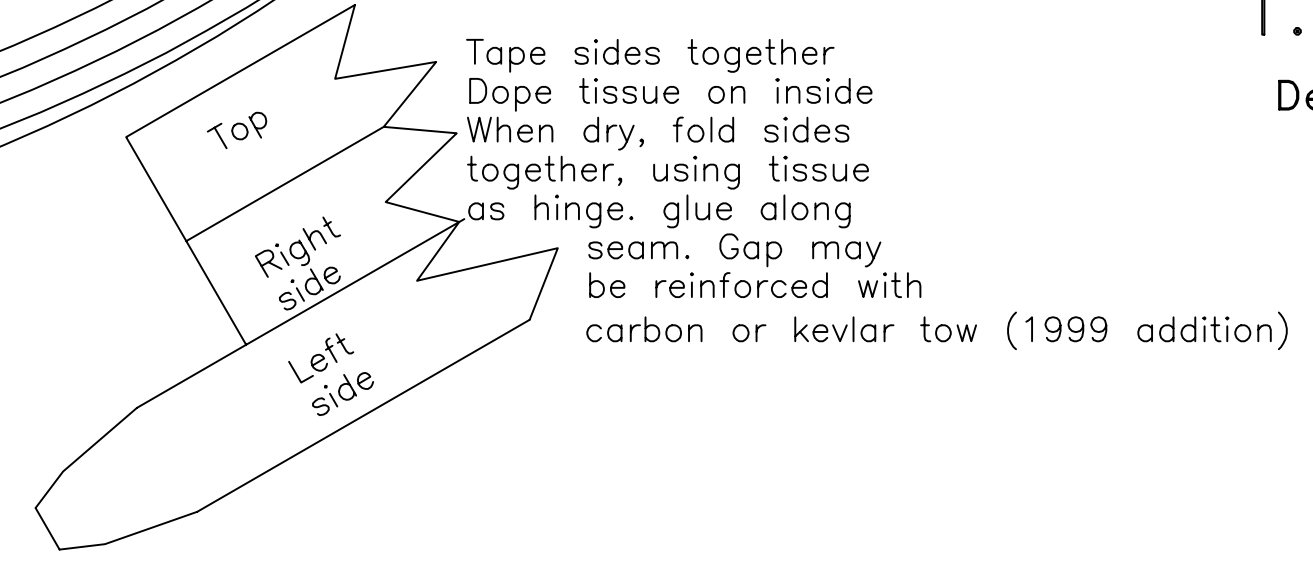 Top
Right
side
Left
side
Tape sides together
Dope tissue on inside
When dry, fold sides
together, using tissue
as hinge. glue along
seam. Gap may
be reinforced with
carbon or kevlar tow (1999 addition)